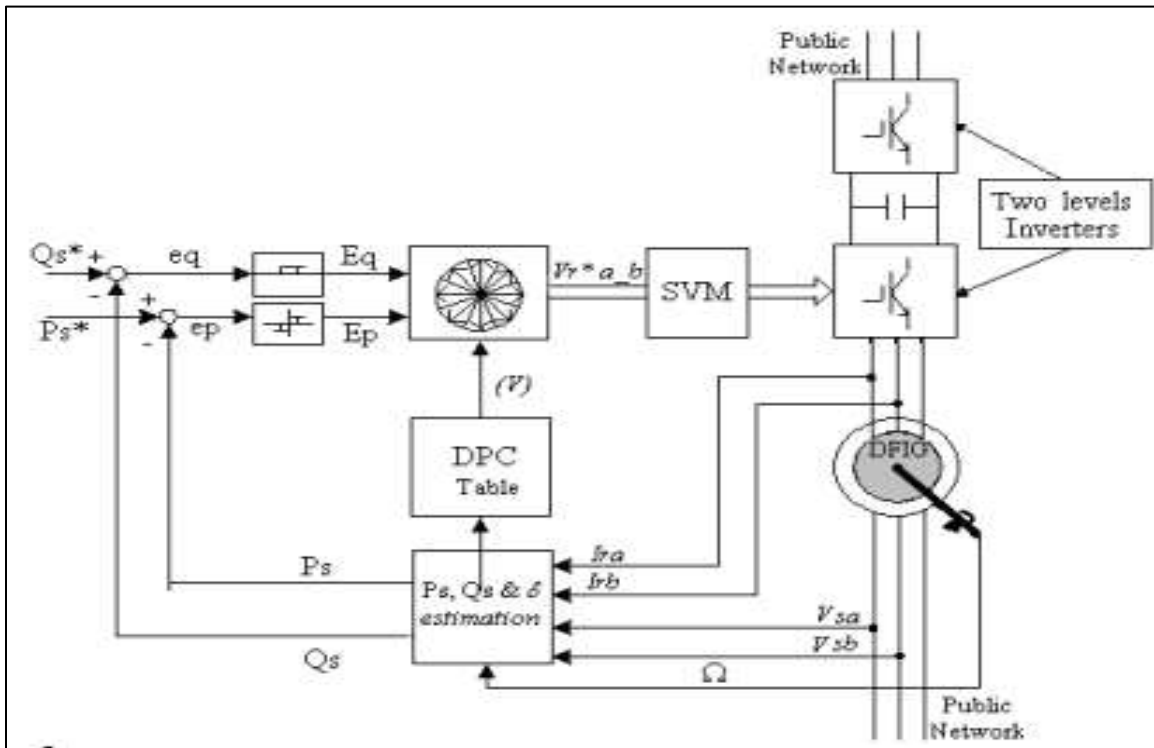 Public
Network
Two levels
Inverters
Qs* +
eq
Eq
Vr* a_b
SVM
-
+
Ps*
ep
Ep
-
(V)
DFIG
DPC
Table
Ps
Ira
Ps, Qs & δ
estimation
Irb
Vsa
Qs
Vsb
Ω
Public
Network